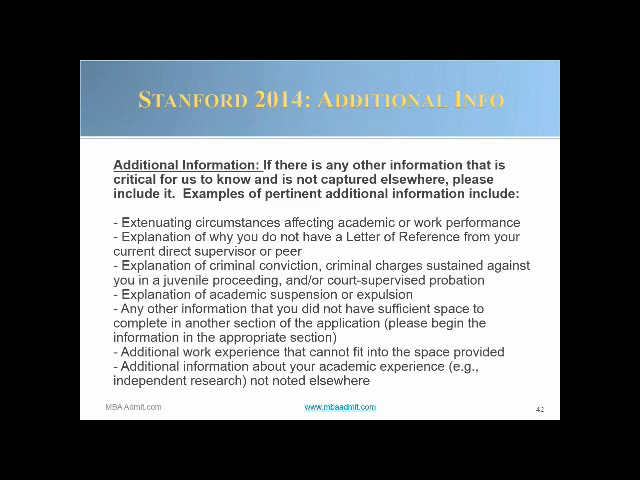 STANFORD 2014: ADDITIONAL INFO
Additional Information: If there is any other information that is
critical for us to know and is not captured elsewhere, please
include it.  Examples of pertinent additional information include:
- Extenuating circumstances affecting academic or work performance
- Explanation of why you do not have a Letter of Reference from your
current direct supervisor or peer
- Explanation of criminal conviction, criminal charges sustained against
you in a juvenile proceeding, and/or court-supervised probation
- Explanation of academic suspension or expulsion
- Any other information that you did not have sufficient space to
complete in another section of the application (please begin the
information in the appropriate section)
- Additional work experience that cannot fit into the space provided
- Additional information about your academic experience (e.g.,
independent research) not noted elsewhere
MBA Admit.com www.mbaadmit.com 42